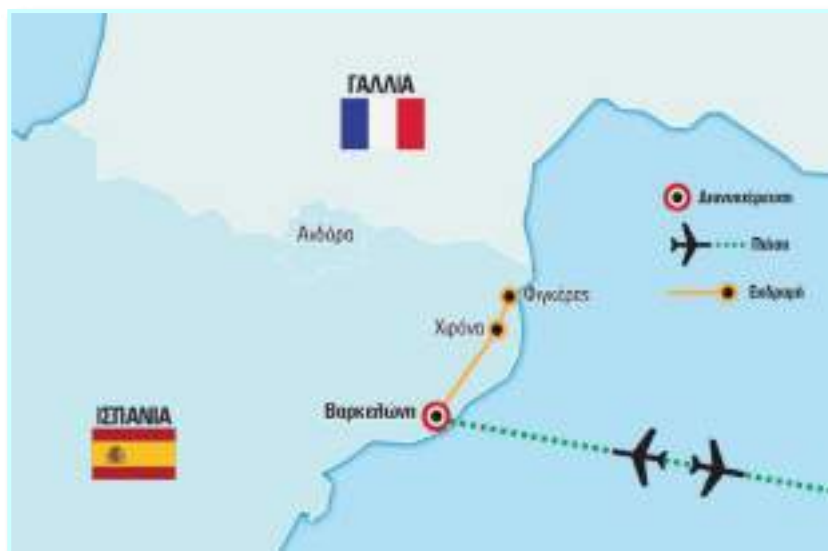 ΓΑΛΛΙΑ
Διανυκτέρευση
Ανδόρα
Πτήση
Φιγκέρες
Εκδρομή
Χιρόνα
Βαρκελώνη
ΙΣΠΑΝΙΑ